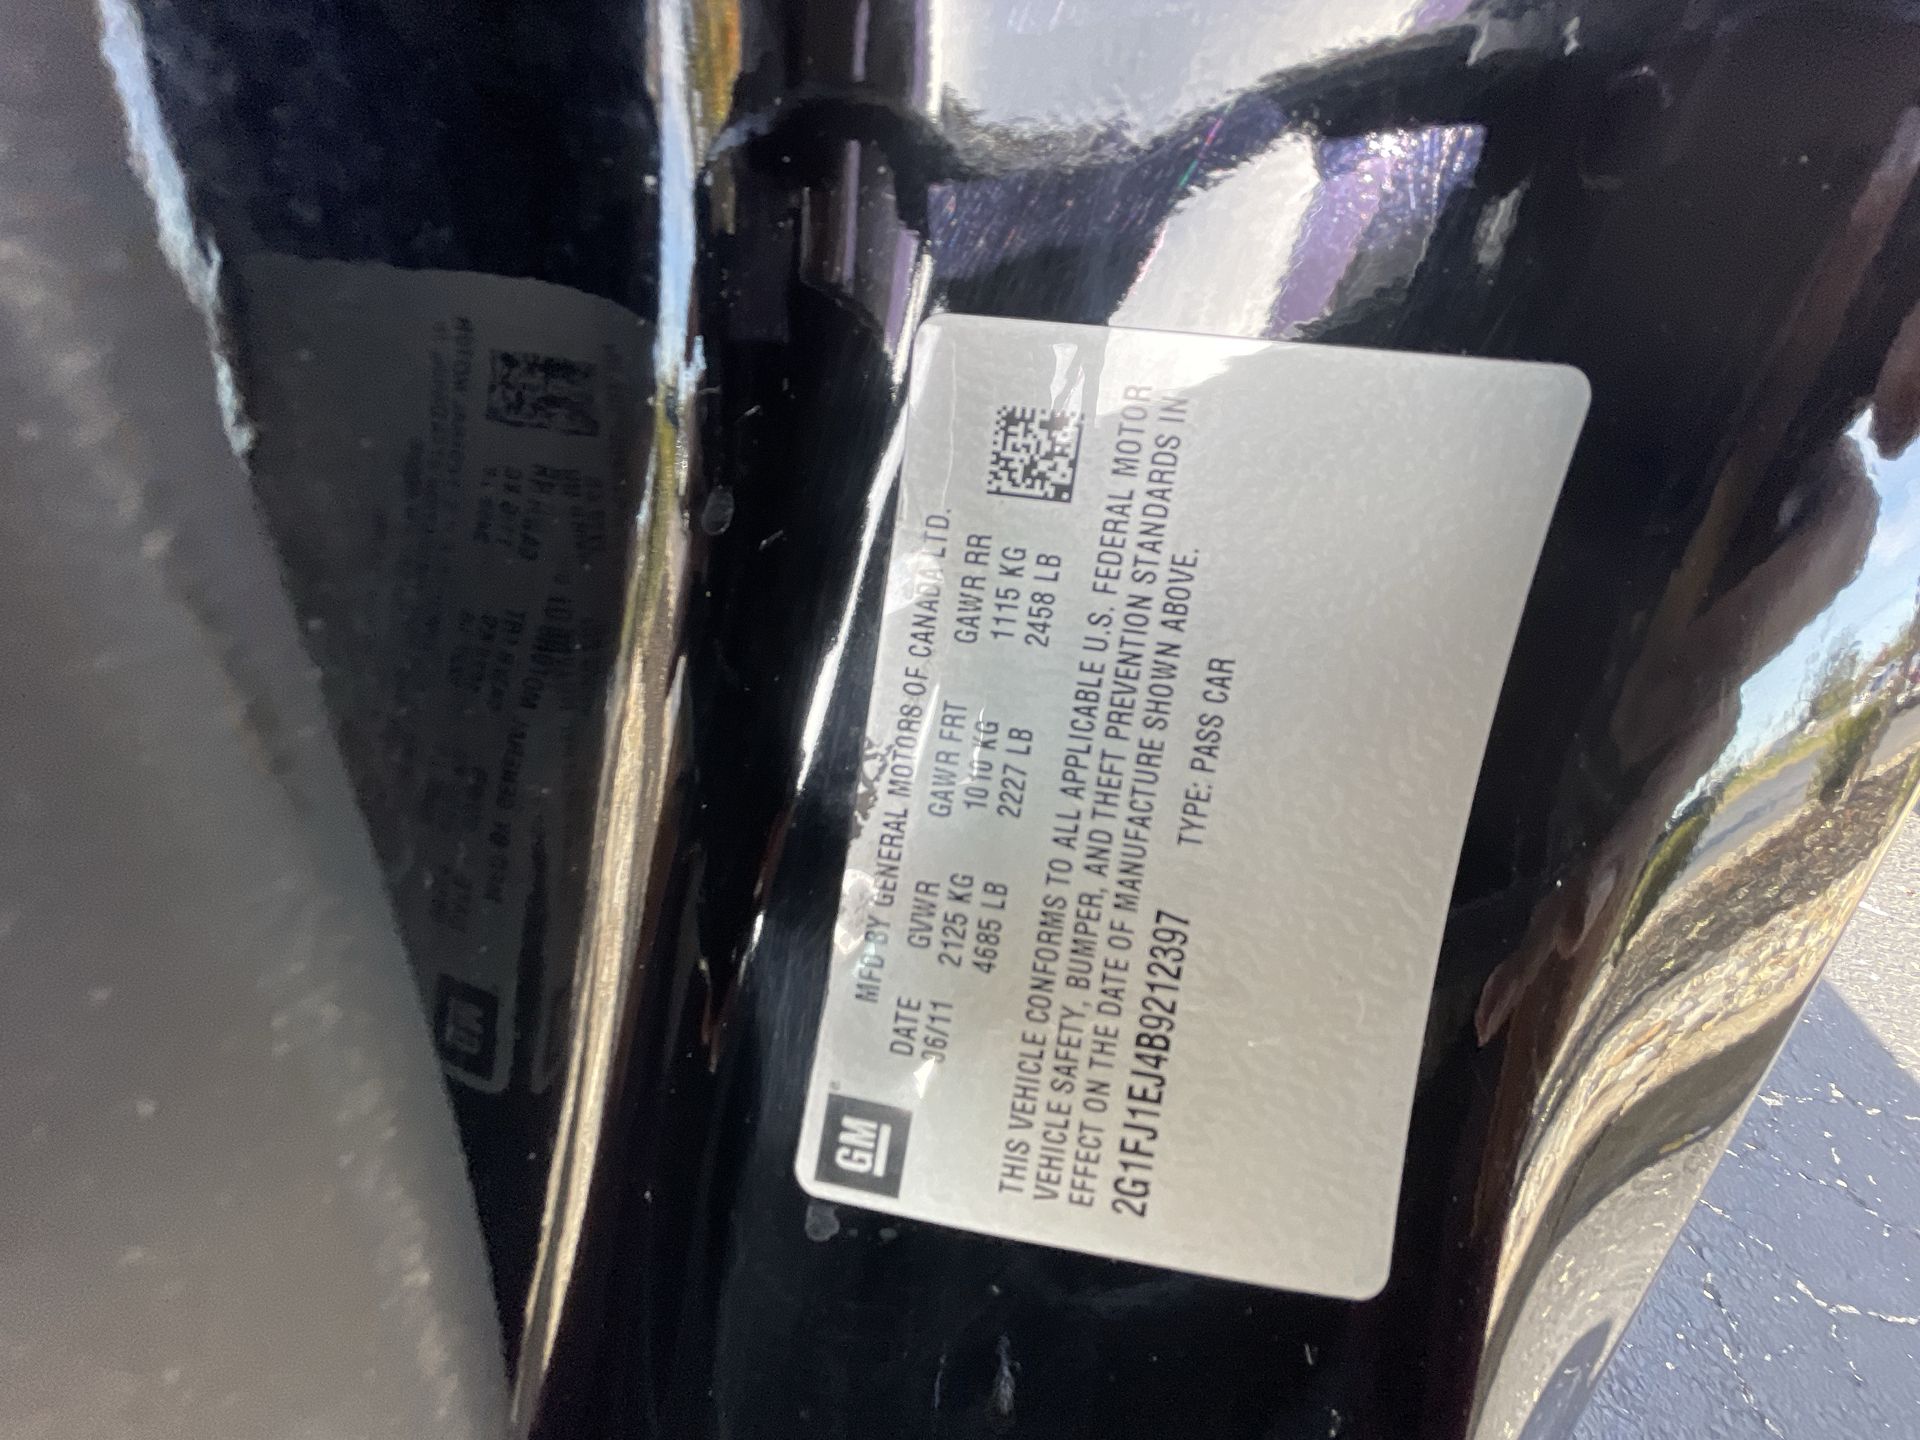 GM
MFD BY GENERAL MOTORS OF CANADA LTD.
DATE GVWR GAWR FRT GAWR RR
06/11 2125 KG 1010 KG 1115 KG
4685 LB 2227 LB 2458 LB
THIS VEHICLE CONFORMS TO ALL APPLICABLE U.S. FEDERAL MOTOR
VEHICLE SAFETY, BUMPER, AND THEFT PREVENTION STANDARDS IN
EFFECT ON THE DATE OF MANUFACTURE SHOWN ABOVE.
2G1FJ1EJ4B9212397 TYPE: PASS CAR